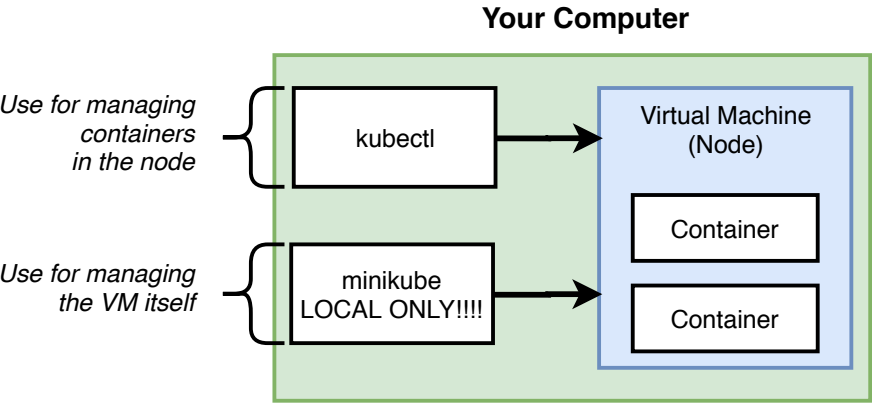 Your Computer
Use for managing
containers
in the node
kubectl
Virtual Machine
(Node)
Container
Use for managing
the VM itself
minikube
LOCAL ONLY!!!!
Container